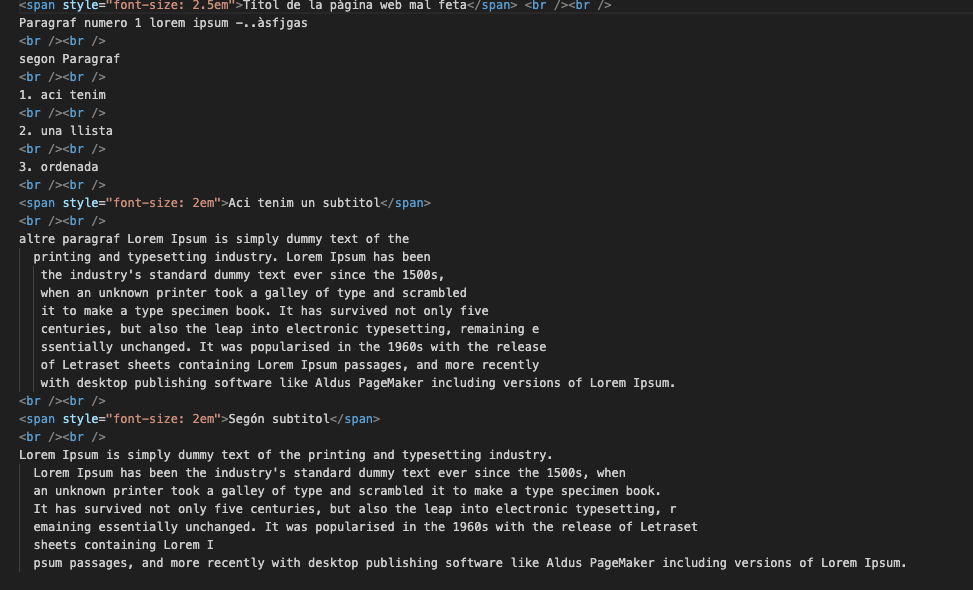 <span style="font-size: 2.5em">Títol de la pàgina web mal feta</span> <br /><br />
Paragraf numero 1 lorem ipsum -..àsfjgas
<br /><br />
segon Paragraf
<br /><br />
1. aci tenim
<br /><br />
2. una llista
<br /><br />
3. ordenada
<br /><br />
<span style="font-size: 2em">Aci tenim un subtitol</span>
<br /><br />
altre paragraf Lorem Ipsum is simply dummy text of the
printing and typesetting industry. Lorem Ipsum has been
the industry's standard dummy text ever since the 1500s,
when an unknown printer took a galley of type and scrambled
it to make a type specimen book. It has survived not only five
centuries, but also the leap into electronic typesetting, remaining e
ssentially unchanged. It was popularised in the 1960s with the release
of Letraset sheets containing Lorem Ipsum passages, and more recently
with desktop publishing software like Aldus PageMaker including versions of Lorem Ipsum.
<br /><br />
<span style="font-size: 2em">Segón subtitol</span>
<br /><br />
Lorem Ipsum is simply dummy text of the printing and typesetting industry.
Lorem Ipsum has been the industry's standard dummy text ever since the 1500s, when
an unknown printer took a galley of type and scrambled it to make a type specimen book.
It has survived not only five centuries, but also the leap into electronic typesetting, r
emaining essentially unchanged. It was popularised in the 1960s with the release of Letraset
sheets containing Lorem I
psum passages, and more recently with desktop publishing software like Aldus PageMaker including versions of Lorem Ipsum.